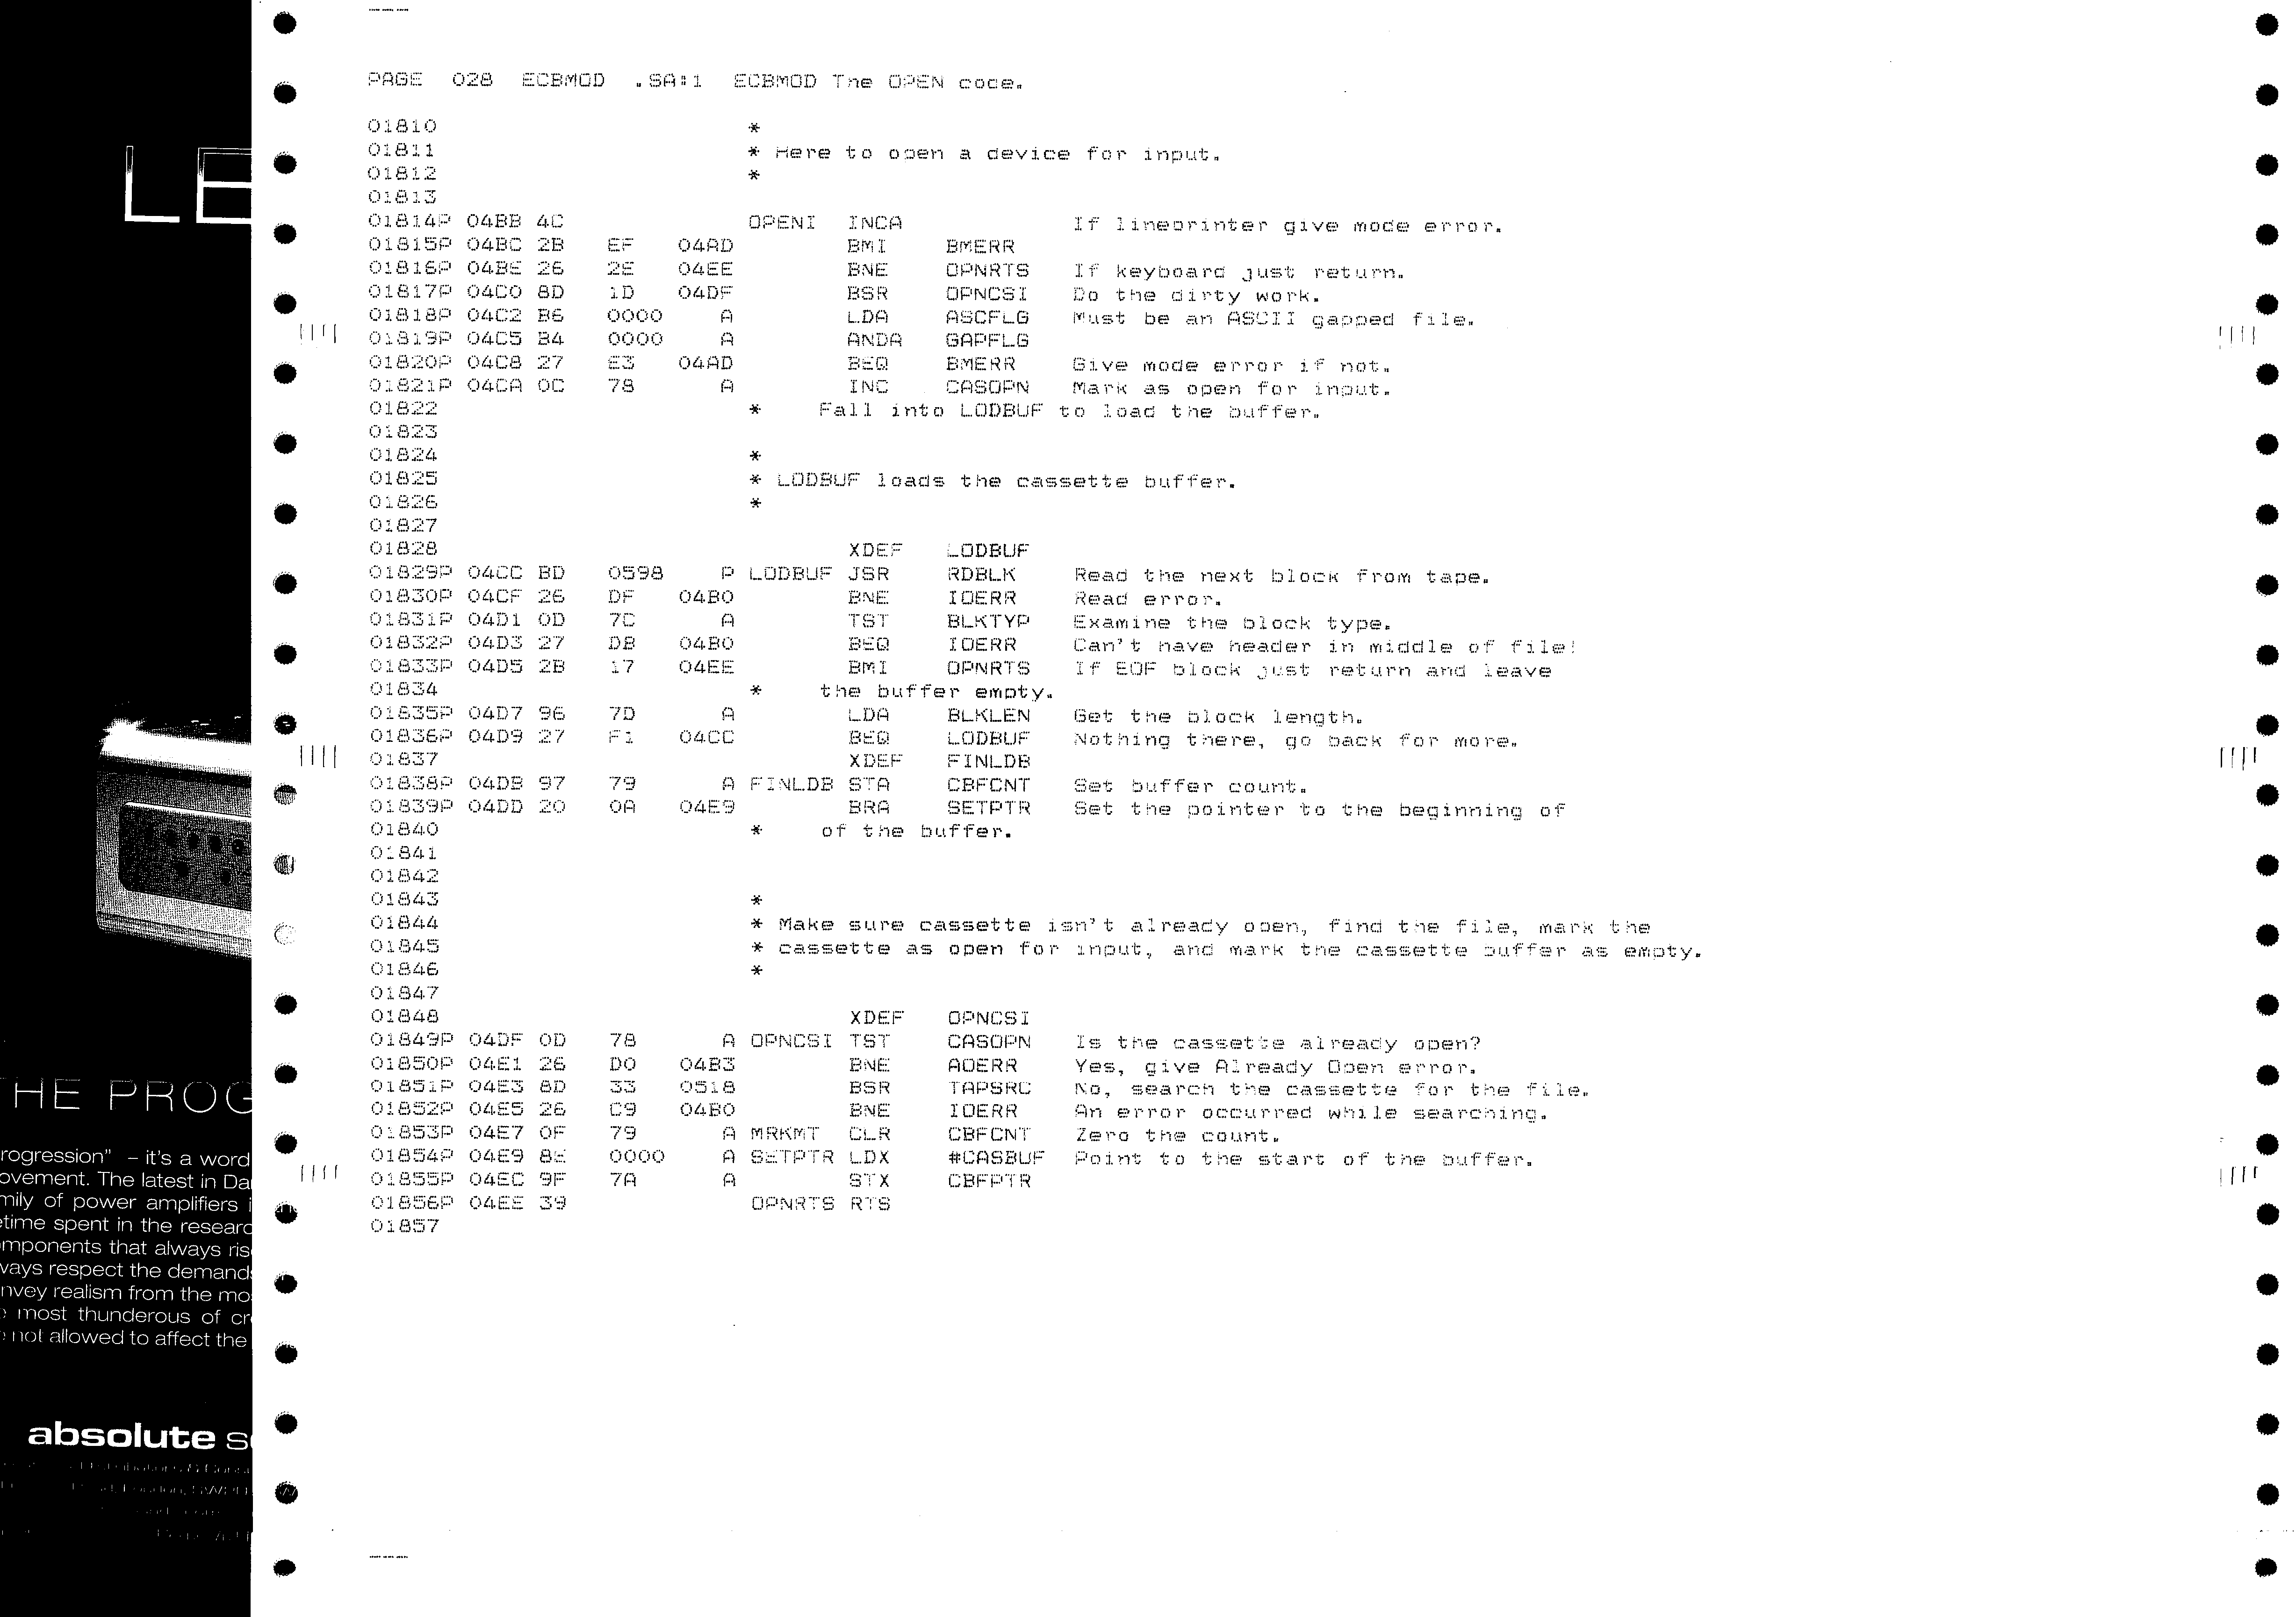 PAGE  028  ECBMOD  .SA:1  ECBMOD The OPEN code.
01810 *
01811 * Here to open a device for input.
01812 *
01813
01814P 04BB 4C OPENI INCA If lineprinter give mode error.
01815P 04BC 2B EF 04AD BMI BMERR
01816P 04BE 26 2E 04EE BNE OPNRTS If keyboard just return.
01817P 04C0 8D 1D 04DF BSR OPNCSI Do the dirty work.
01818P 04C2 B6 0000 A LDA ASCFLG Must be an ASCII gapped file.
01819P 04C5 B4 0000 A ANDA GAPFLG
01820P 04C8 27 E3 04AD BEQ BMERR Give mode error if not.
01821P 04CA 0C 78 A INC CASOPN Mark as open for input.
01822 * Fall into LODBUF to load the buffer.
01823
01824 *
01825 * LODBUF loads the cassette buffer.
01826 *
01827
01828 XDEF LODBUF
01829P 04CC BD 0598 P LODBUF JSR RDBLK Read the next block from tape.
01830P 04CF 26 DF 04B0 BNE IOERR Read error.
01831P 04D1 0D 7C A TST BLKTYP Examine the block type.
01832P 04D3 27 DB 04B0 BEQ IOERR Can't have header in middle of file!
01833P 04D5 2B 17 04EE BMI OPNRTS If EOF block just return and leave
01834 * the buffer empty.
01835P 04D7 96 7D A LDA BLKLEN Get the block length.
01836P 04D9 27 F1 04CC BEQ LODBUF Nothing there, go back for more.
01837 XDEF FINLDB
01838P 04DB 97 79 A FINLDB STA CBFCNT Set buffer count.
01839P 04DD 20 0A 04E9 BRA SETPTR Set the pointer to the beginning of
01840 * of the buffer.
01841
01842
01843 *
01844 * Make sure cassette isn't already open, find the file, mark the
01845 * cassette as open for input, and mark the cassette buffer as empty.
01846 *
01847
01848 XDEF OPNCSI
01849P 04DF 0D 78 A OPNCSI TST CASOPN Is the cassette already open?
01850P 04E1 26 D0 04B3 BNE AOERR Yes, give Already Open error.
01851P 04E3 8D 33 0518 BSR TAPSRC No, search the cassette for the file.
01852P 04E5 26 C9 04B0 BNE IOERR An error occurred while searching.
01853P 04E7 0F 79 A MRKMT CLR CBFCNT Zero the count.
01854P 04E9 8E 0000 A SETPTR LDX #CASBUF Point to the start of the buffer.
01855P 04EC 9F 7A A STX CBFPTR
01856P 04EE 39 OPNRTS RTS
01857
LE
THE PROG
rogression" – it's a word
ovement. The latest in Da
mily of power amplifiers i
etime spent in the researc
mponents that always ris
ways respect the demand
nvey realism from the mo
most thunderous of cr
not allowed to affect the
absolute s